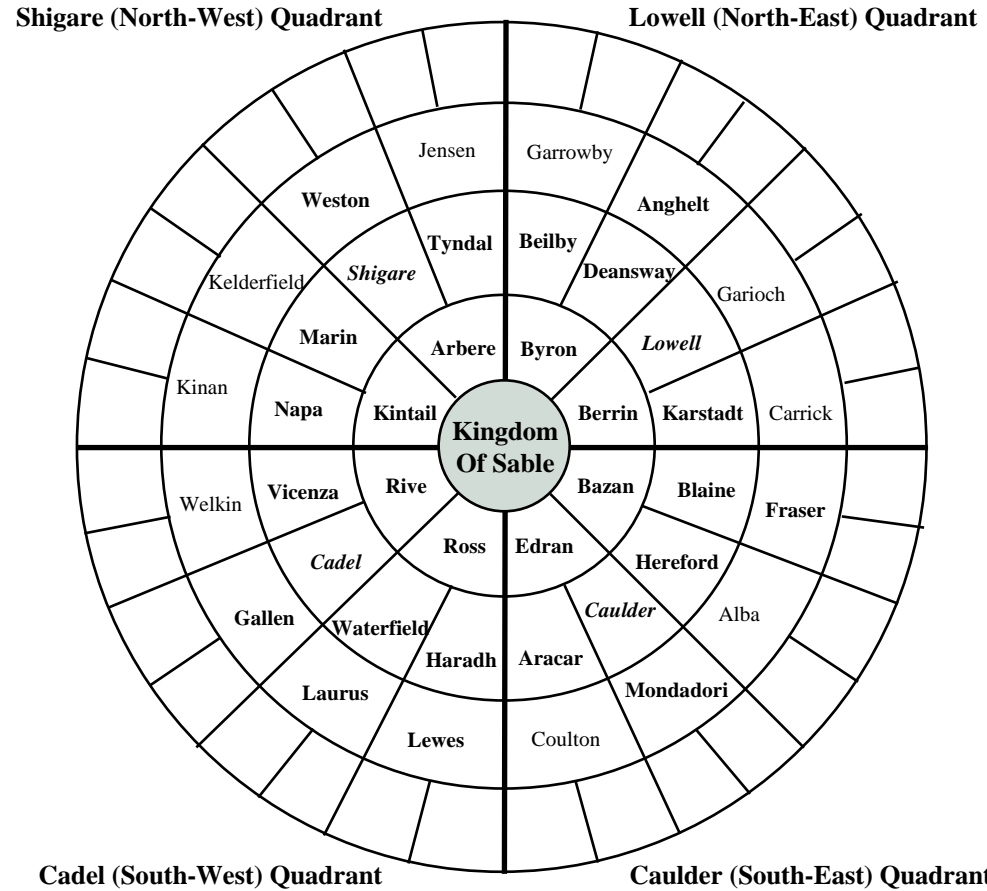 Shigare (North-West) Quadrant
Lowell (North-East) Quadrant
Jensen
Garrowby
Weston
Anghelt
Tyndal
Beilby
Shigare
Deansway
Kelderfield
Garioch
Marin
Lowell
Arbere
Byron
Kinan
Napa
Kintail
Berrin
Karstadt
Carrick
Kingdom
Of Sable
Welkin
Vicenza
Rive
Bazan
Blaine
Fraser
Ross
Edran
Cadel
Hereford
Gallen
Waterfield
Caulder
Alba
Haradh
Aracar
Laurus
Mondadori
Lewes
Coulton
Cadel (South-West) Quadrant
Caulder (South-East) Quadrant